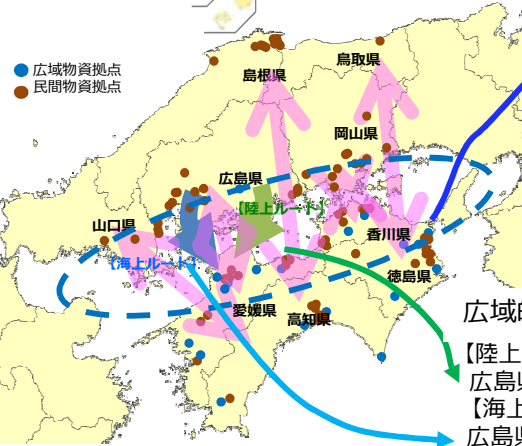 広域物資拠点
民間物資拠点
島根県
鳥取県
岡山県
広島県
【陸上ルート】
山口県
香川県
【海上ルート】
徳島県
愛媛県
高知県
広域
【陸上
広島県
【海上
広島県